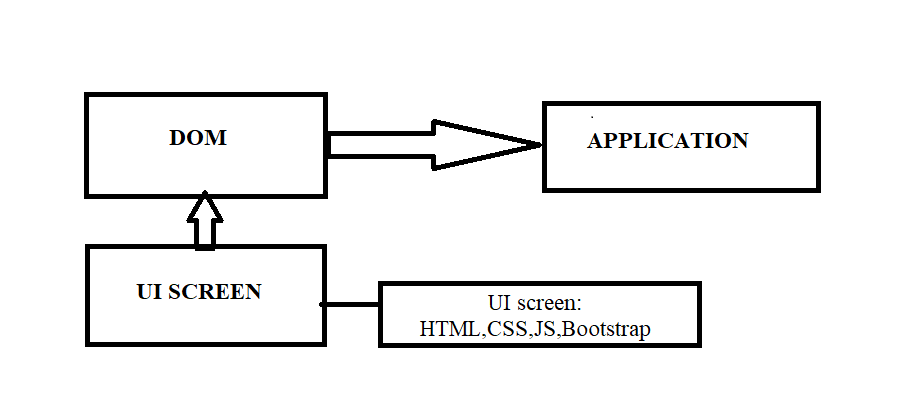 DOM
APPLICATION
UI SCREEN
UI screen:
HTML,CSS,JS,Bootstrap